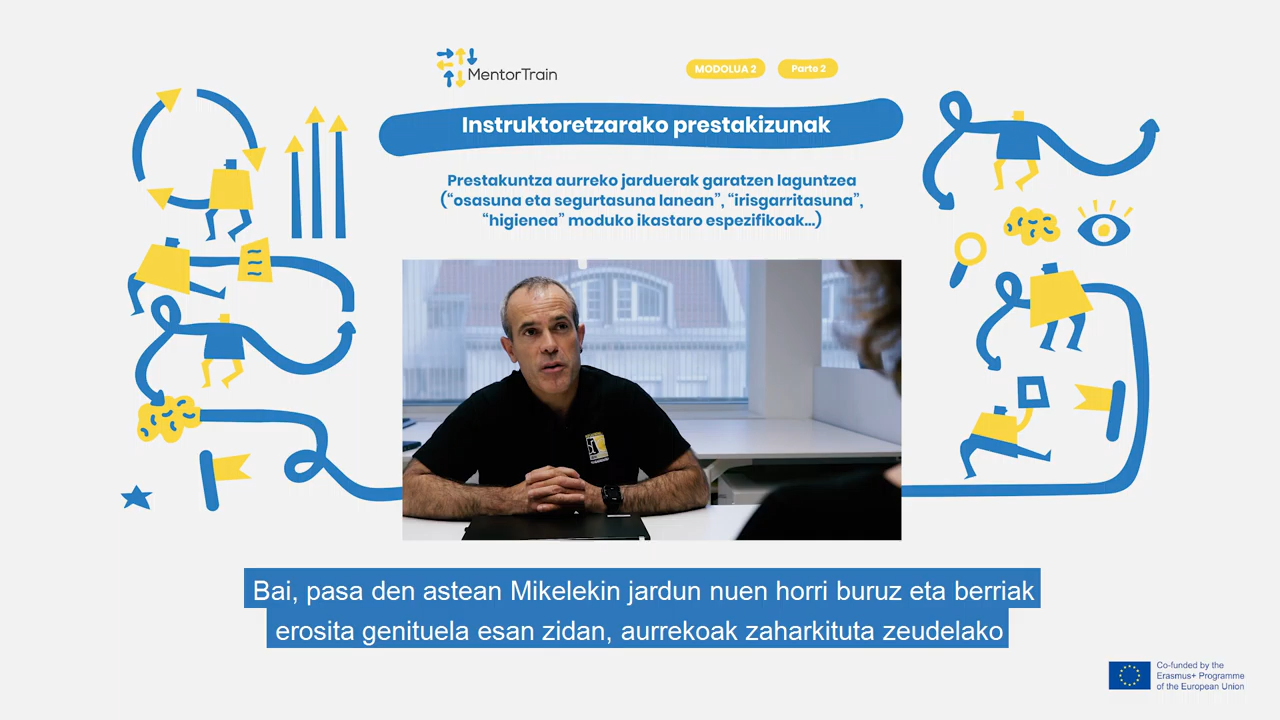 MentorTrain
MODOLUA 2
Parte 2
Instruktoretzarako prestakizunak
Prestakuntza aurreko jarduerak garatzen laguntzea
(“osasuna eta segurtasuna lanean”, “irisgarritasuna”,
“higienea” moduko ikastaro espezifikoak...)
Bai, pasa den astean Mikelekin jardun nuen horri buruz eta berriak
erosita genituela esan zidan, aurrekoak zaharkituta zeudelako
Co-funded by the
Erasmus+ Programme
of the European Union